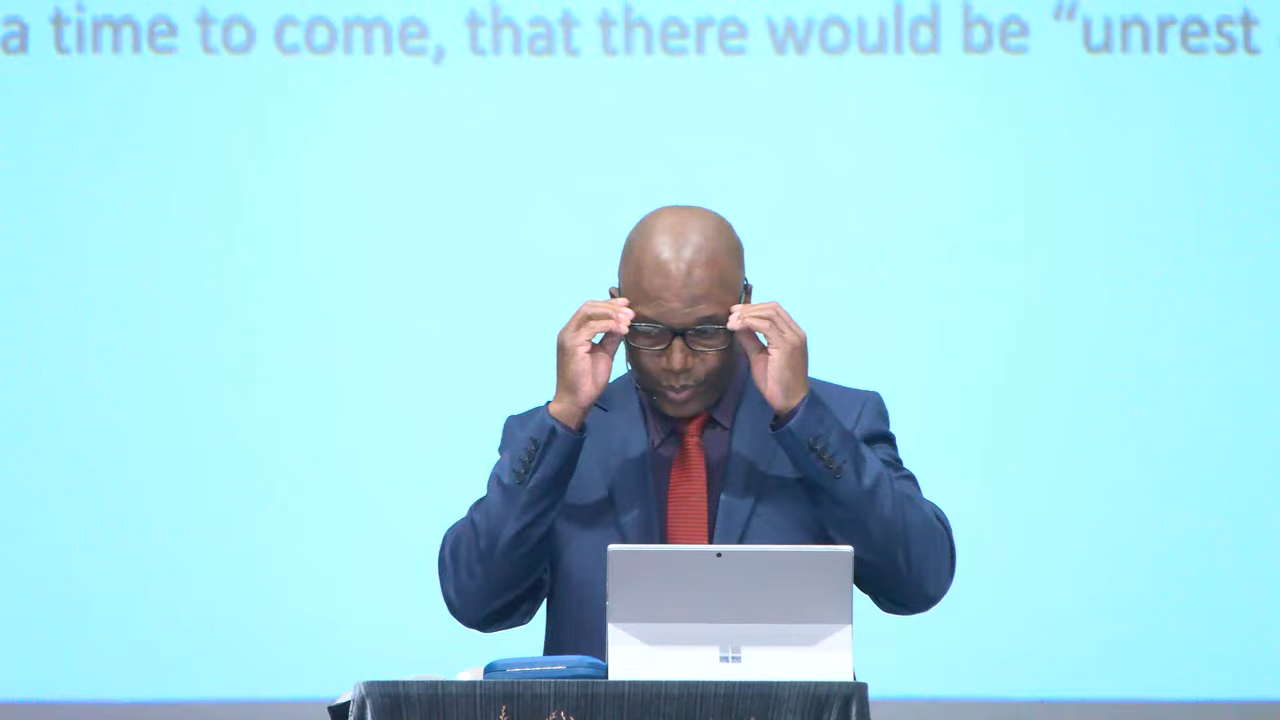 a time to come, that there would be “unrest